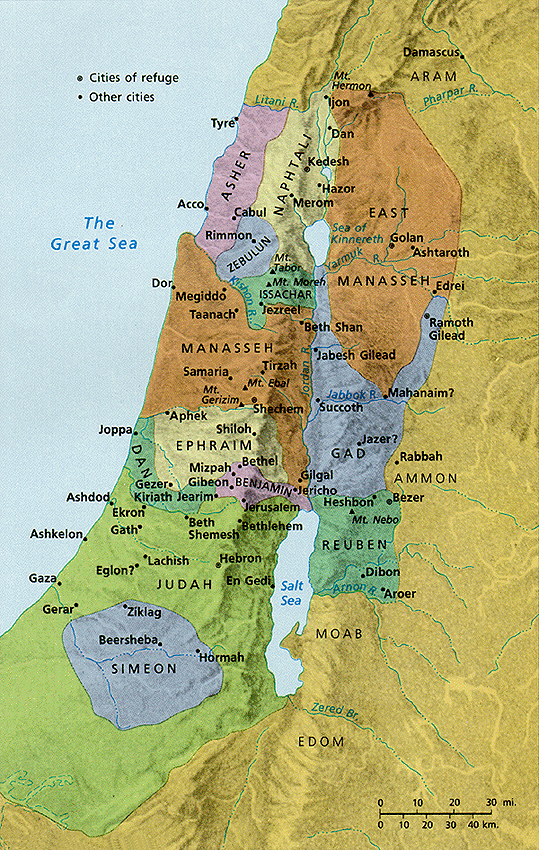 Cities of refuge
Other cities
Damascus
ARAM
Mt.
Hermon
Pharpar R.
Litani R.
Ijon
Tyre
Dan
ASHER
NAPHTALI
Kedesh
Hazor
Merom
Acco
Cabul
EAST
MANASSEH
The
Great Sea
Rimmon
ZEBULUN
Sea of
Kinnereth
Golan
Ashtaroth
Yarmuk R.
Mt.
Tabor
Mt. Moreh
Kishon R.
ISSACHAR
Dor
Megiddo
Edrei
Taanach
Jezreel
Beth Shan
Ramoth
Gilead
MANASSEH
Jabesh Gilead
Jordan R.
Tirzah
Samaria
Mt. Ebal
Mt.
Gerizim
Shechem
Jabbok R.
Mahanaim?
Succoth
Aphek
Joppa
Shiloh
EPHRAIM
Jazer?
GAD
DAN
Bethel
Mizpah
Rabbah
AMMON
Gezer
Gibeon
BENJAMIN
Gilgal
Jericho
Kiriath Jearim
Ashdod
Heshbon
Bezer
Ekron
Jerusalem
Mt. Nebo
Gath
Beth
Shemesh
Bethlehem
Ashkelon
REUBEN
Lachish
Eglon?
Hebron
Gaza
JUDAH
En Gedi
Salt
Sea
Dibon
Arnon R.
Aroer
Gerar
Ziklag
MOAB
Beersheba
Hormah
SIMEON
Zered Br.
EDOM
0 10 20 30 mi.
0 10 20 30 40 km.